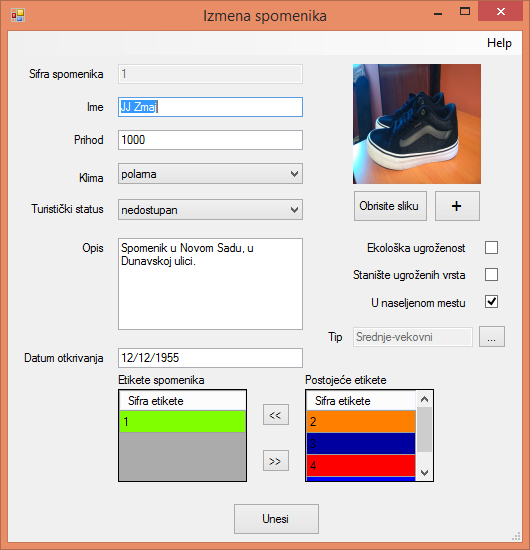 Izmena spomenika
Help
Sifra spomenika
1
Ime
JJ Zmaj
Prihod
1000
Klima
polarna
Turistički status
nedostupan
Obrisite sliku
+
Opis
Spomenik u Novom Sadu, u
Dunavskoj ulici.
Ekološka ugroženost
Stanište ugroženih vrsta
U naseljenom mestu
Tip
Srednje-vekovni
...
Datum otkrivanja
12/12/1955
Etikete spomenika
Sifra etikete
1
<<
>>
Postojeće etikete
Sifra etikete
2
3
4
Unesi